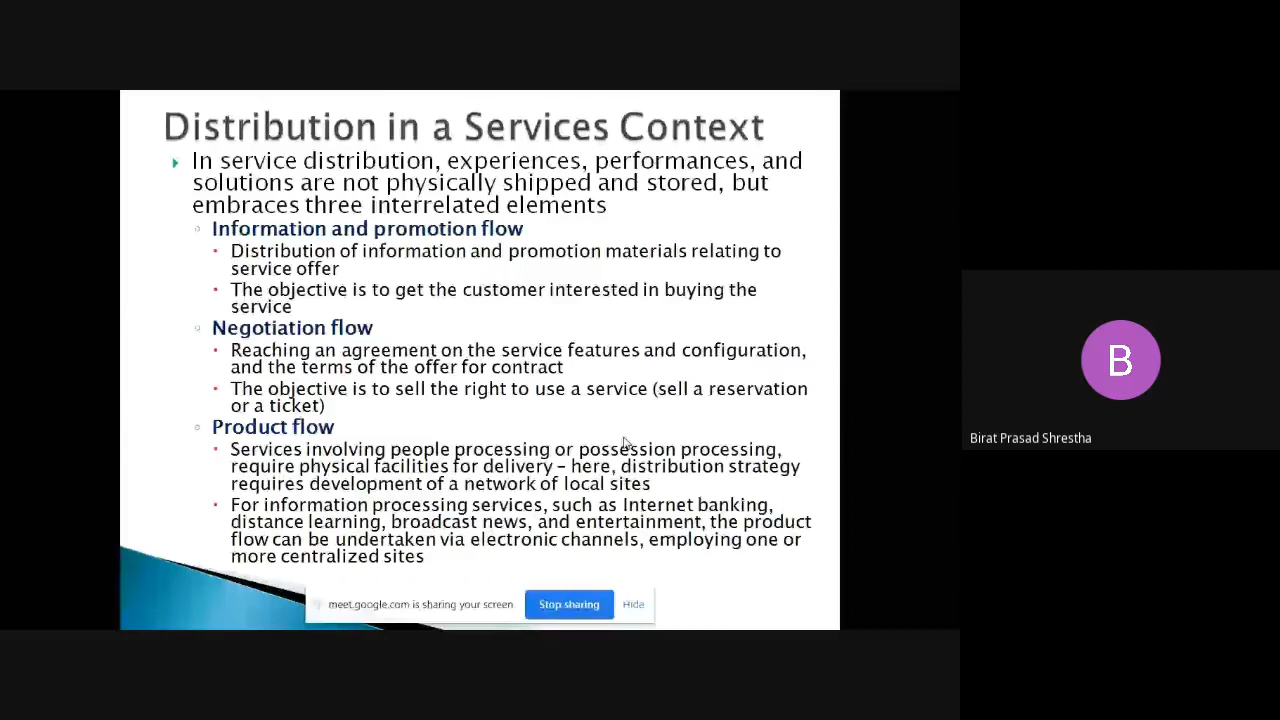 Distribution in a Services Context
In service distribution, experiences, performances, and
solutions are not physically shipped and stored, but
embraces three interrelated elements
Information and promotion flow
Distribution of information and promotion materials relating to
service offer
The objective is to get the customer interested in buying the
service
Negotiation flow
Reaching an agreement on the service features and configuration,
and the terms of the offer for contract
The objective is to sell the right to use a service (sell a reservation
or a ticket)
Product flow
Services involving people processing or possession processing,
require physical facilities for delivery – here, distribution strategy
requires development of a network of local sites
For information processing services, such as Internet banking,
distance learning, broadcast news, and entertainment, the product
flow can be undertaken via electronic channels, employing one or
more centralized sites
meet.google.com is sharing your screen. Stop sharing Hide
B
Birat Prasad Shrestha